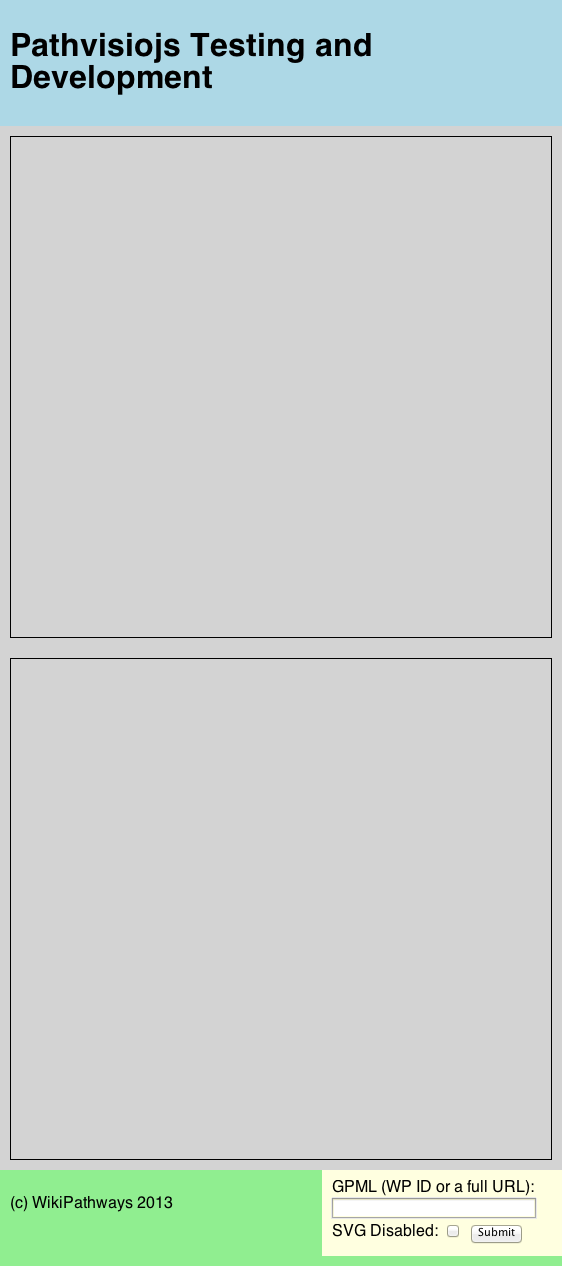 Pathvisiojs Testing and
Development
(c) WikiPathways 2013
GPML (WP ID or a full URL):
SVG Disabled:
Submit